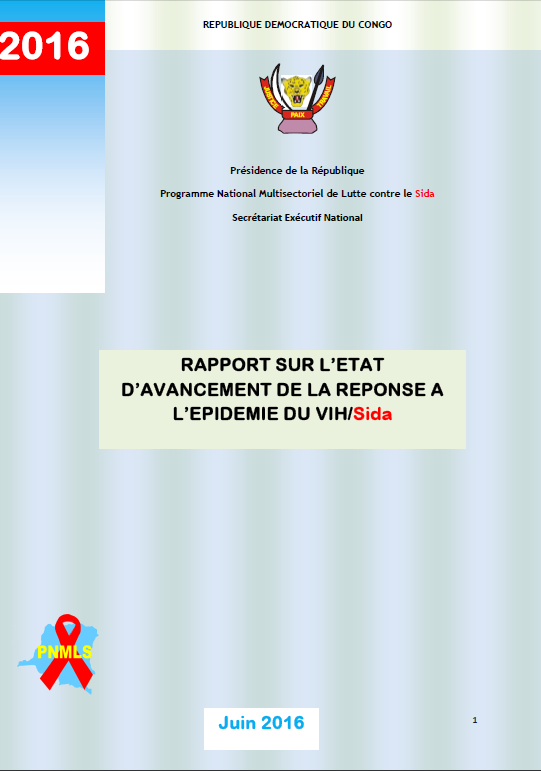 2016
REPUBLIQUE DEMOCRATIQUE DU CONGO
JUSTICE
PAIX
TRAVAIL
Présidence de la République
Programme National Multisectoriel de Lutte contre le Sida
Secrétariat Exécutif National
RAPPORT SUR L’ETAT
D’AVANCEMENT DE LA REPONSE A
L’EPIDEMIE DU VIH/Sida
PNMLS
Juin 2016
1